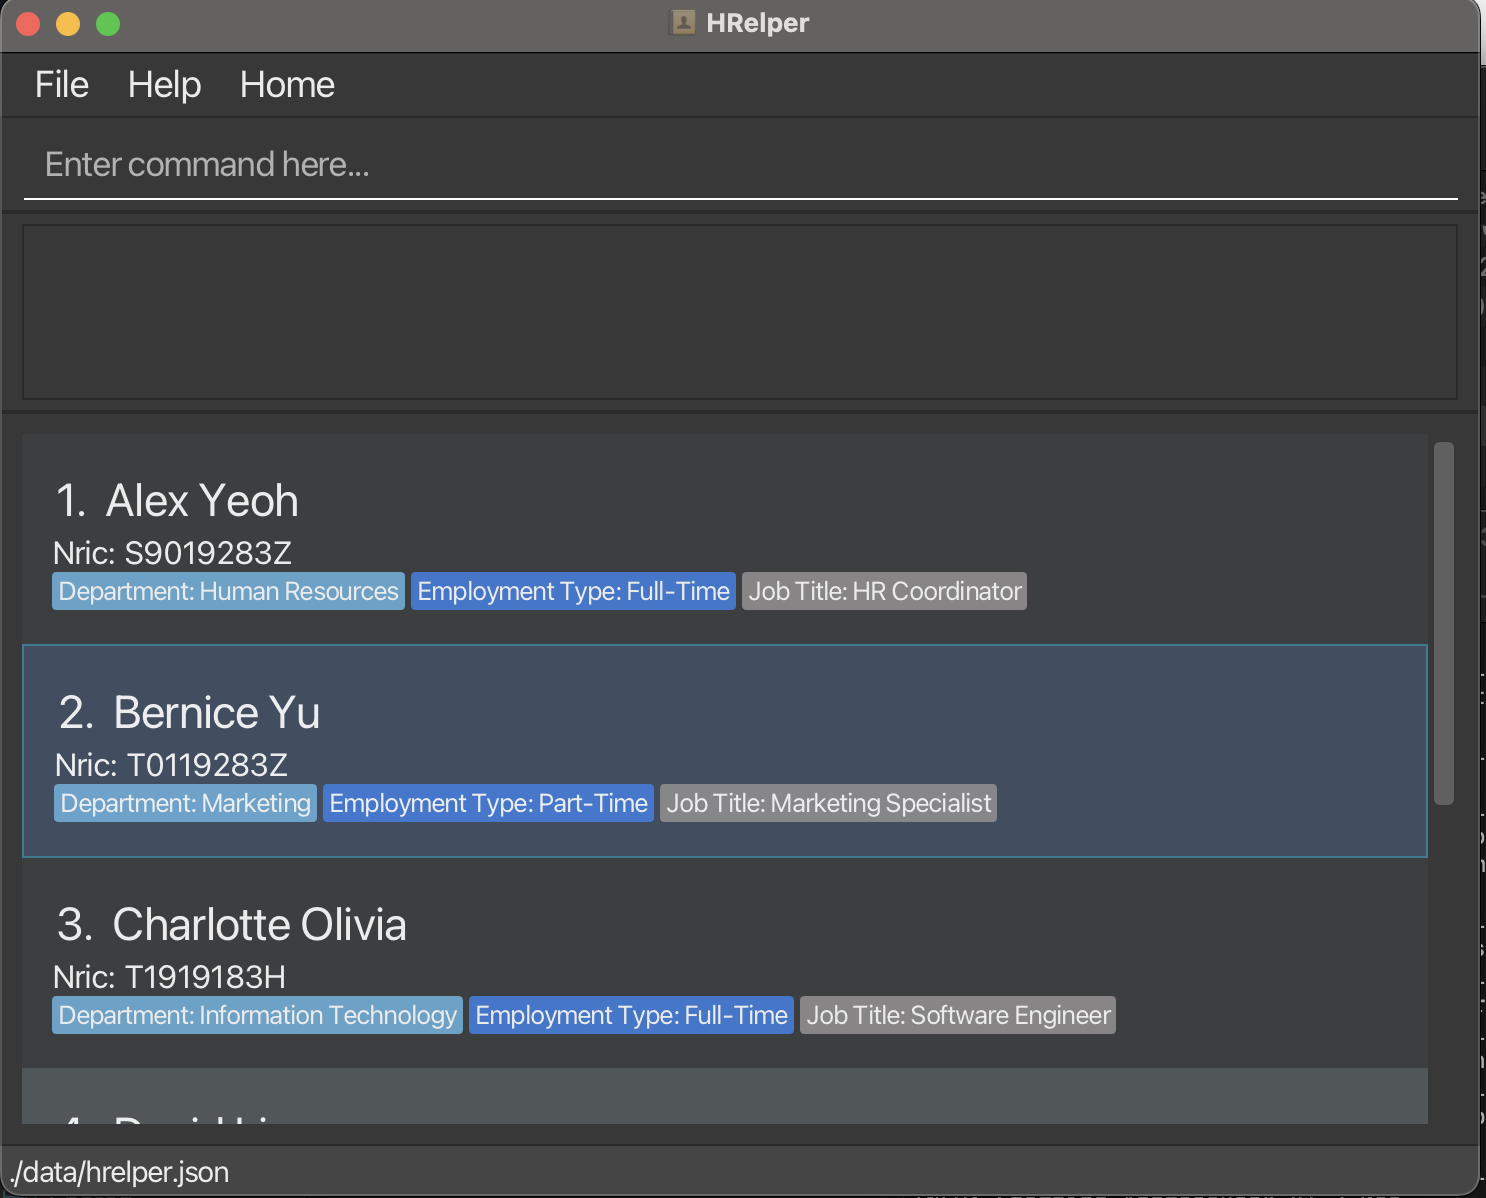 HRelper
File Help Home
Enter command here...
1. Alex Yeoh
Nric: S9019283Z
Department: Human Resources Employment Type: Full-Time Job Title: HR Coordinator
2. Bernice Yu
Nric: T0119283Z
Department: Marketing Employment Type: Part-Time Job Title: Marketing Specialist
3. Charlotte Olivia
Nric: T1919183H
Department: Information Technology Employment Type: Full-Time Job Title: Software Engineer
./data/hrelper.json